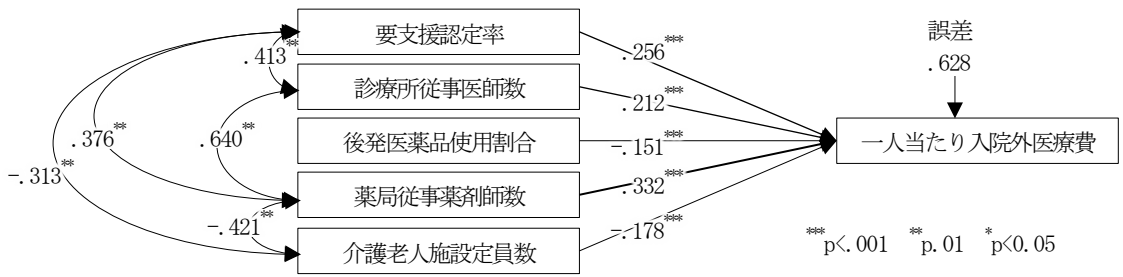 要支援認定率
診療所従事医師数
後発医薬品使用割合
薬局従事薬剤師数
介護老人施設定員数
.413**
.376**
.640**
-.313**
-.421**
.256***
.212***
-.151***
.332***
-.178***
誤差
.628
一人当たり入院外医療費
***p<.001 **p.01 *p<0.05